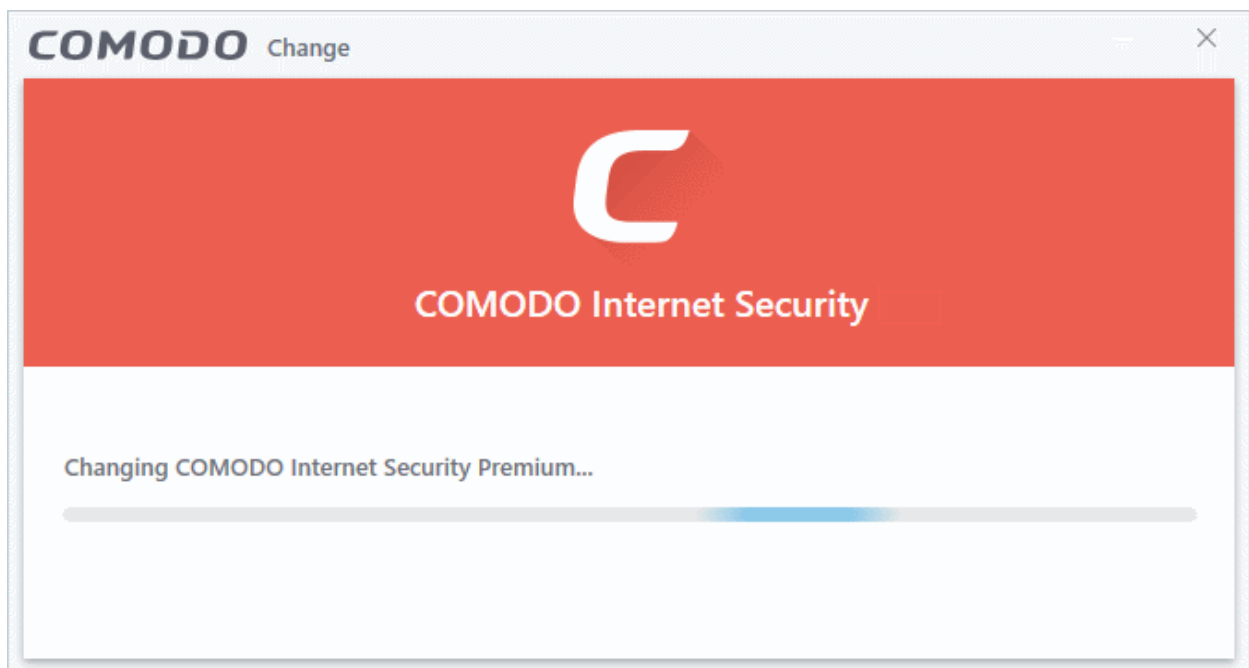 COMODO Change
COMODO Internet Security
Changing COMODO Internet Security Premium...